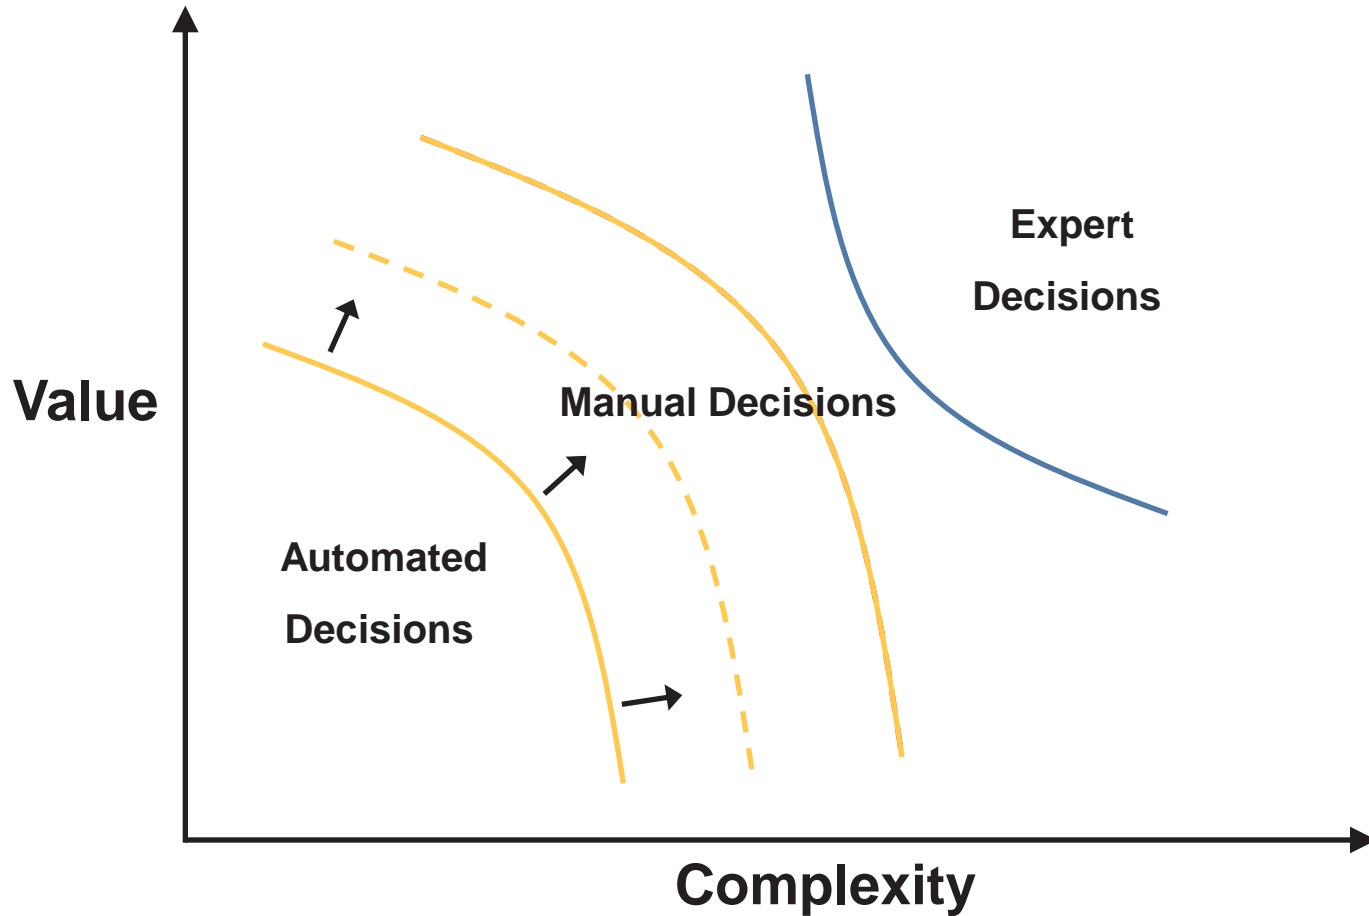 Expert
Decisions
Value
Manual Decisions
Automated
Decisions
Complexity